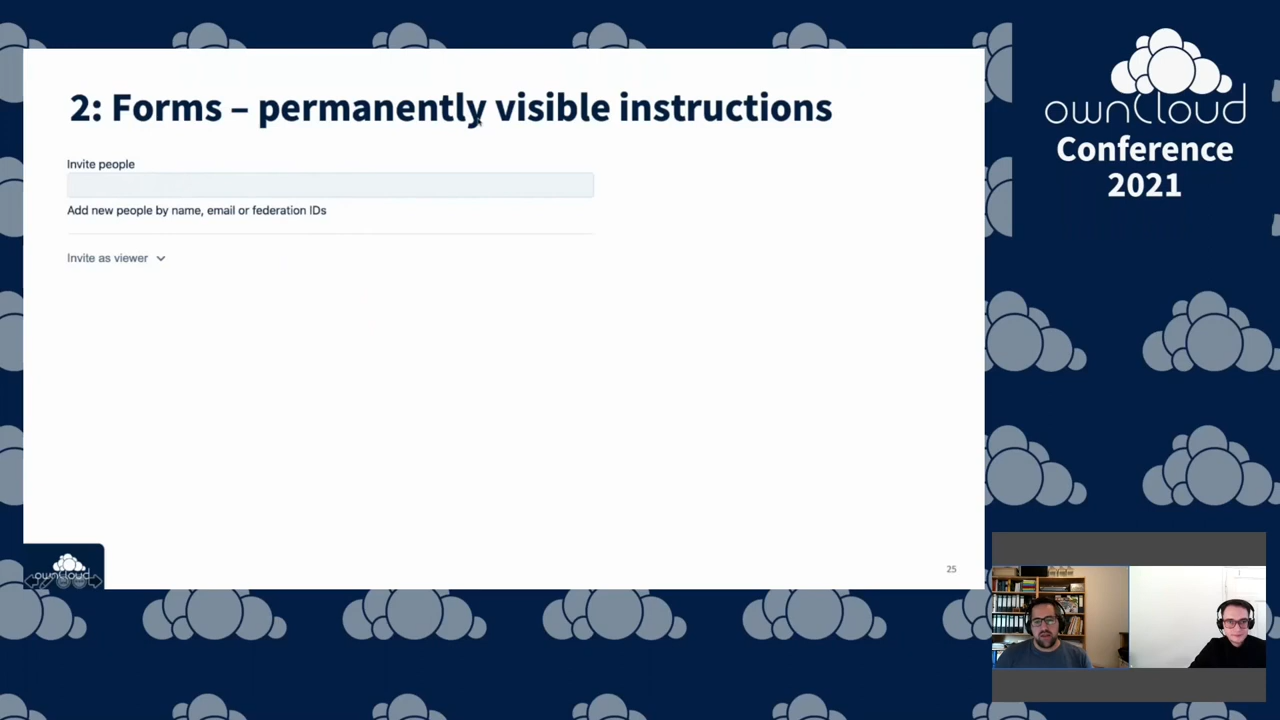 2: Forms – permanently visible instructions
Invite people
Add new people by name, email or federation IDs
Invite as viewer
ownCloud
25
ownCloud
Conference
2021